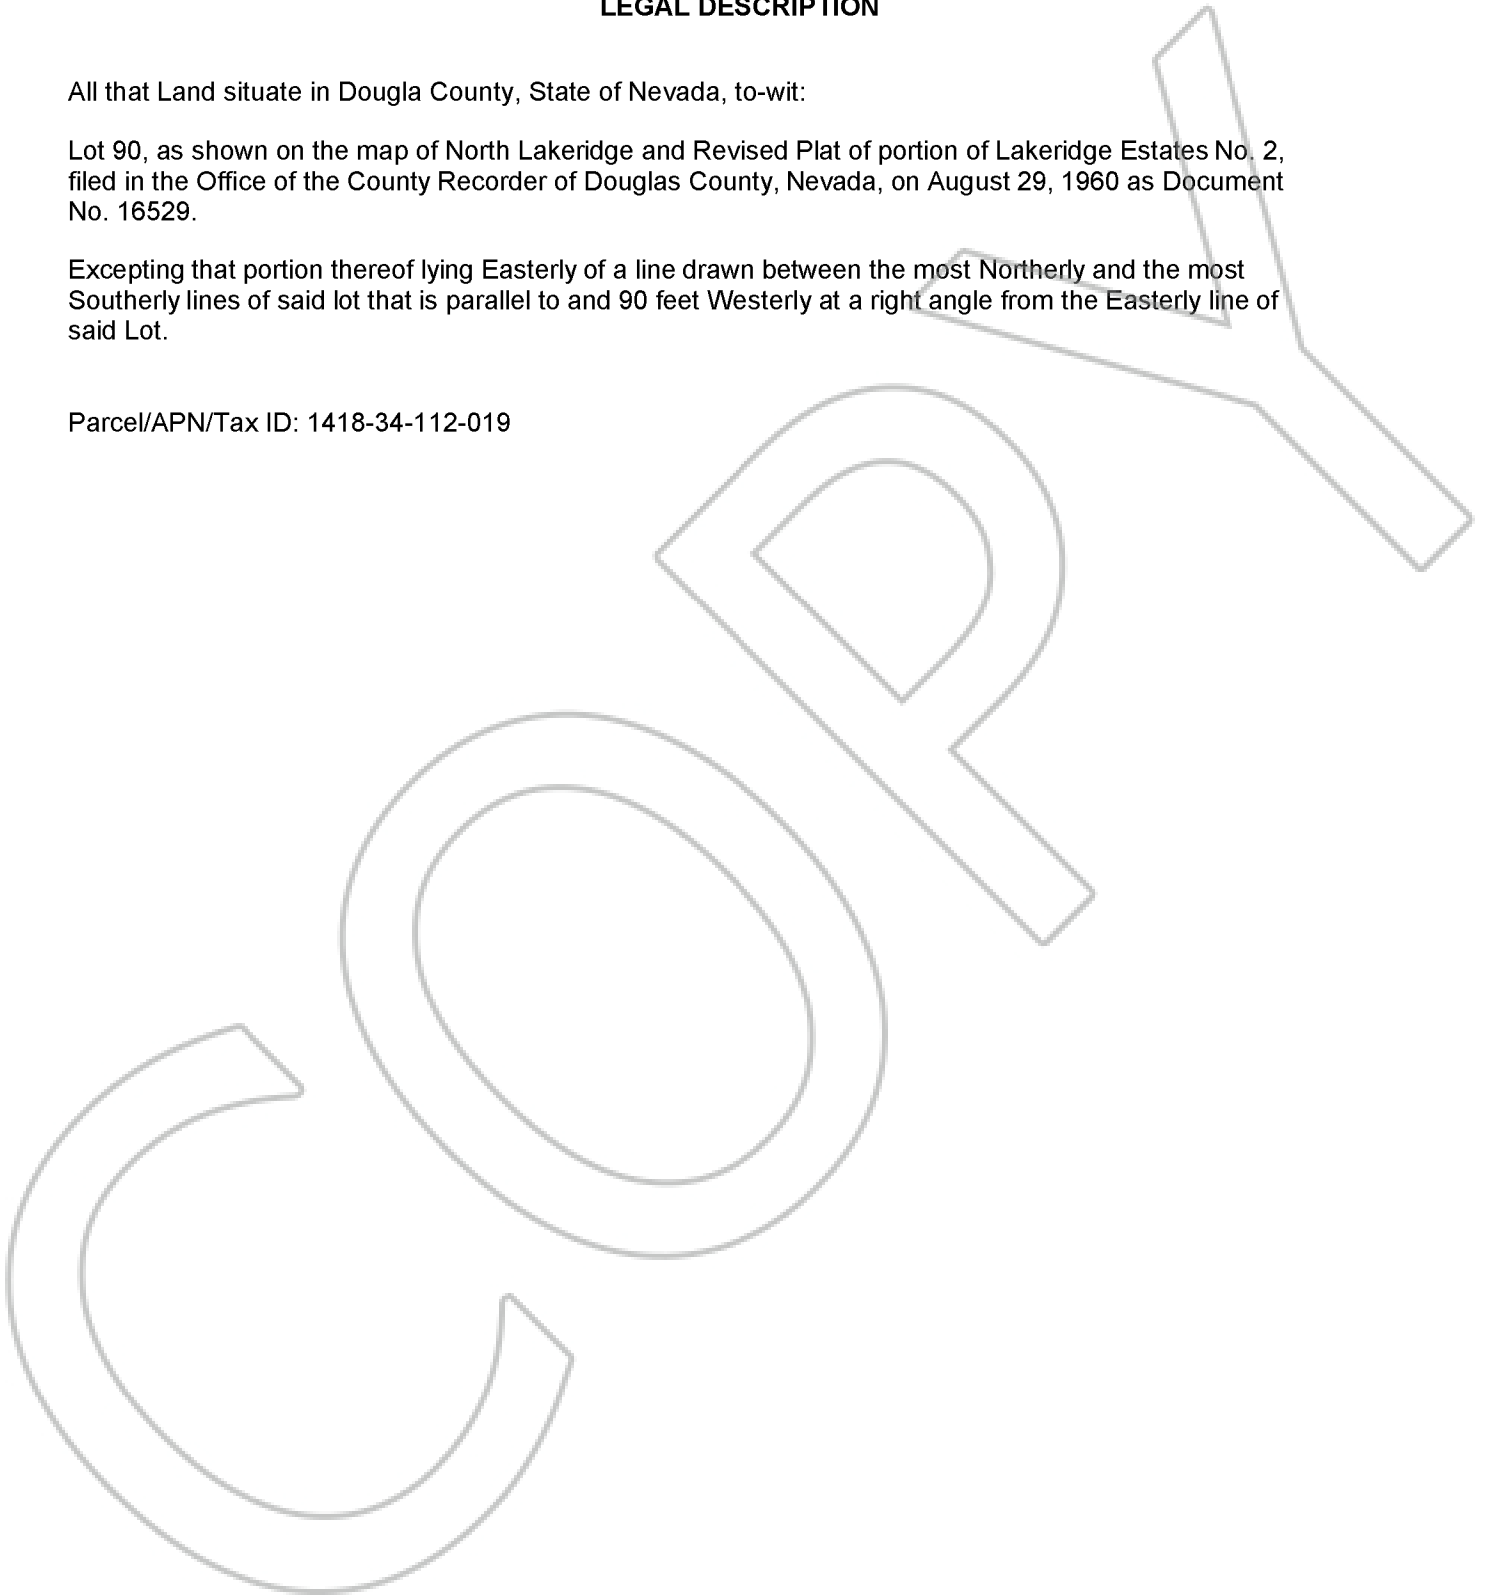 LEGAL DESCRIPTION
All that Land situate in Dougla County, State of Nevada, to-wit:
Lot 90, as shown on the map of North Lakeridge and Revised Plat of portion of Lakeridge Estates No. 2,
filed in the Office of the County Recorder of Douglas County, Nevada, on August 29, 1960 as Document
No. 16529.
Excepting that portion thereof lying Easterly of a line drawn between the most Northerly and the most
Southerly lines of said lot that is parallel to and 90 feet Westerly at a right angle from the Easterly line of
said Lot.
Parcel/APN/Tax ID: 1418-34-112-019
COPY